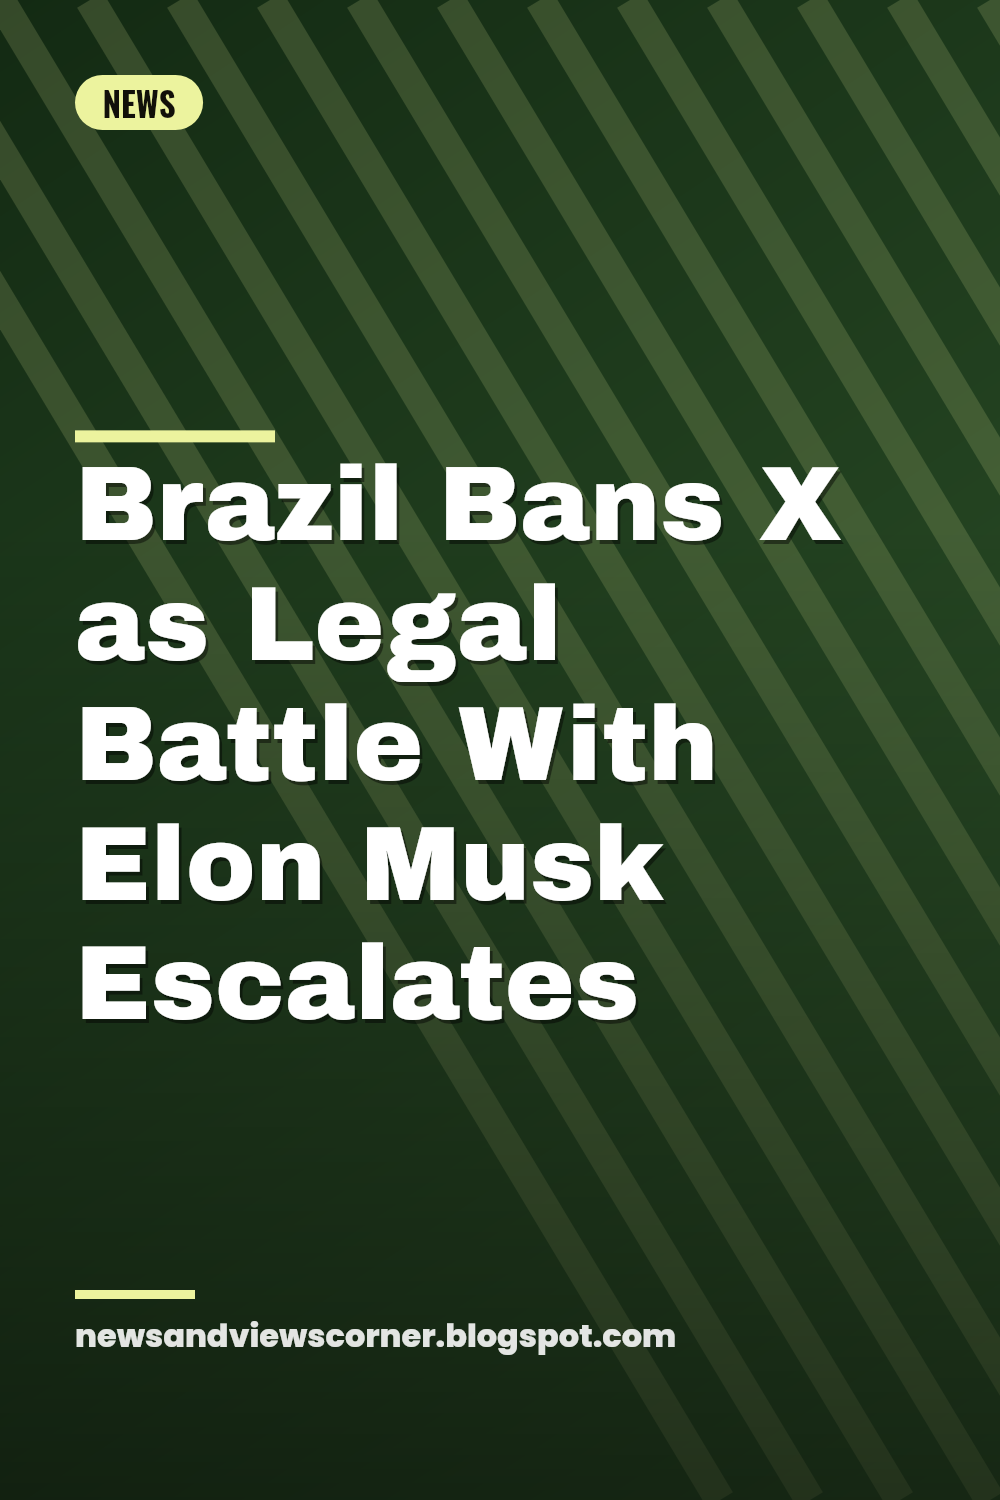 NEWS
Brazil Bans X
as Legal
Battle With
Elon Musk
Escalates
newsandviewscorner.blogspot.com